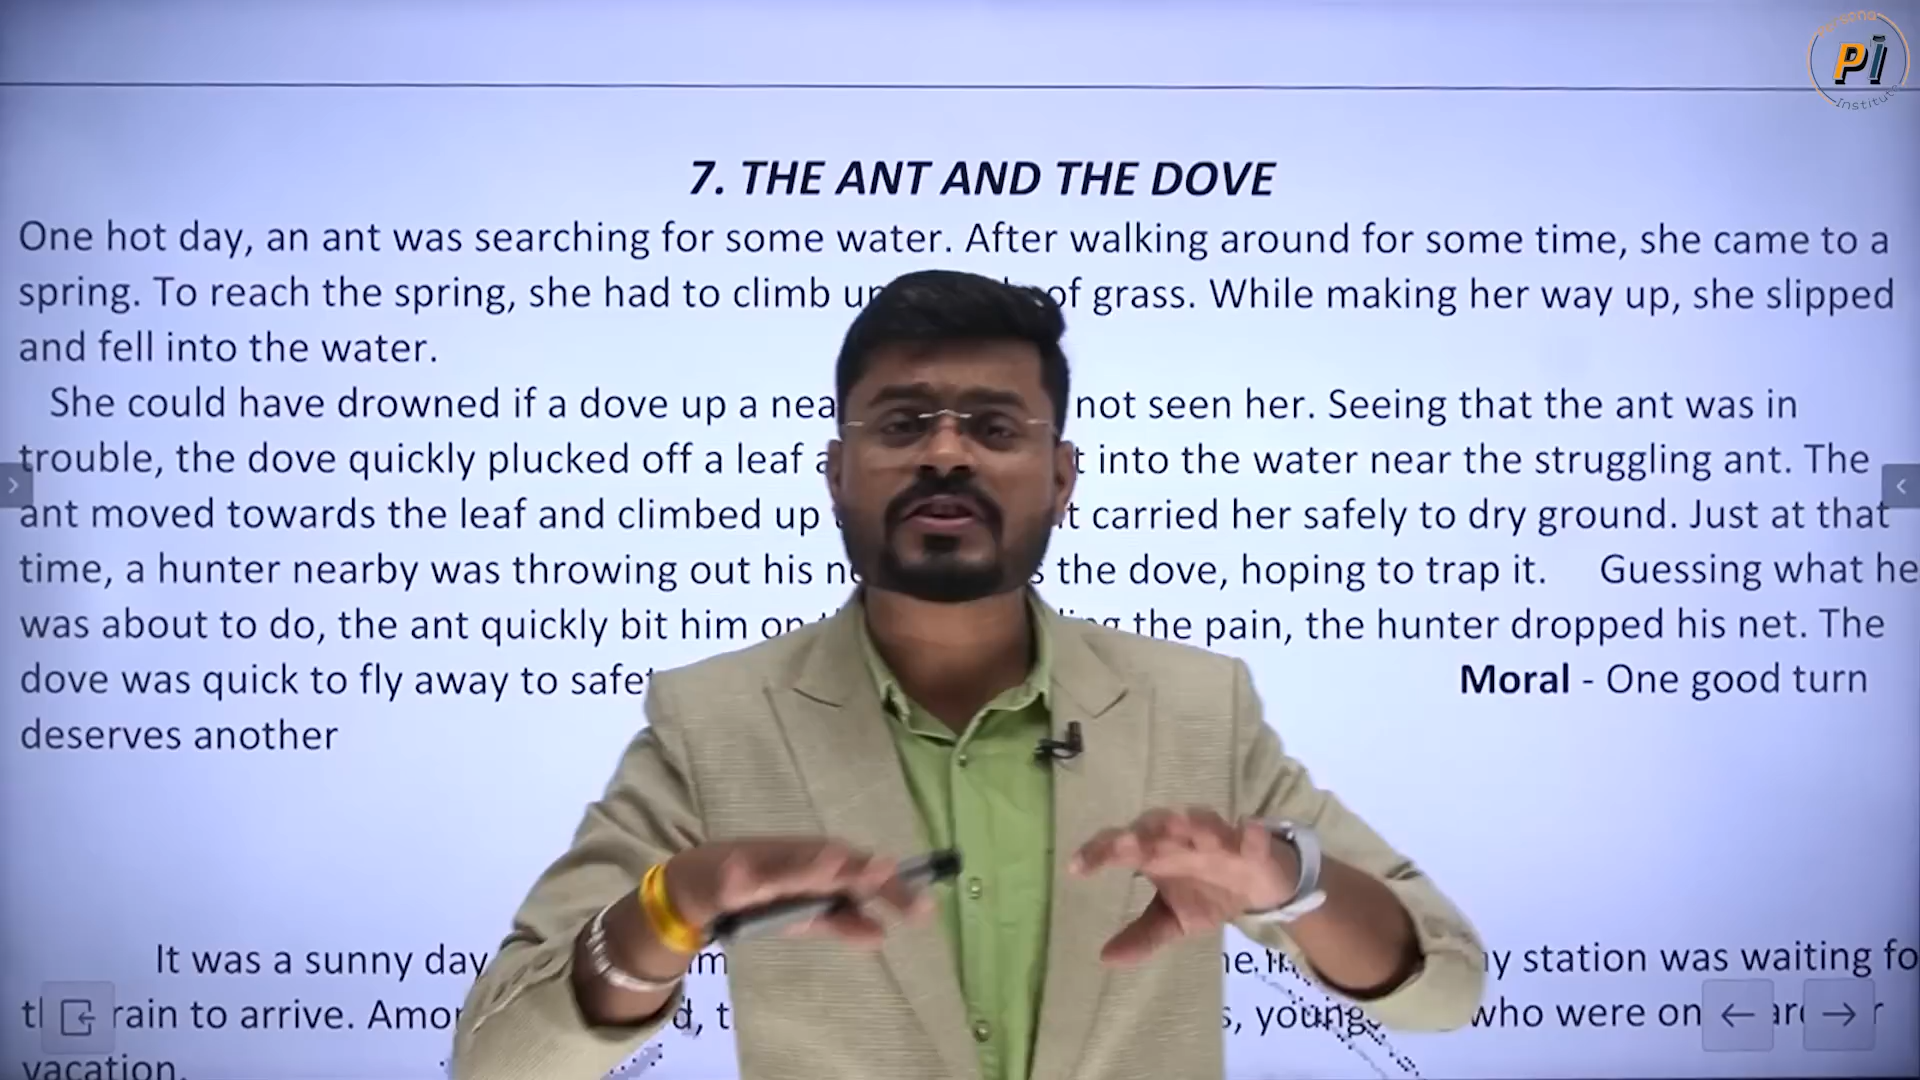 Persona
PI
Institute
7. THE ANT AND THE DOVE
One hot day, an ant was searching for some water. After walking around for some time, she came to a
spring. To reach the spring, she had to climb of grass. While making her way up, she slipped
and fell into the water.
She could have drowned if a dove up a not seen her. Seeing that the ant was in
trouble, the dove quickly plucked off a leaf into the water near the struggling ant. The
ant moved towards the leaf and climbed up carried her safely to dry ground. Just at that
time, a hunter nearby was throwing out his the dove, hoping to trap it. Guessing what he
was about to do, the ant quickly bit him on the pain, the hunter dropped his net. The
dove was quick to fly away to Moral - One good turn
deserves another
It was a sunny day station was waiting
to arrive. who were on
vacation.